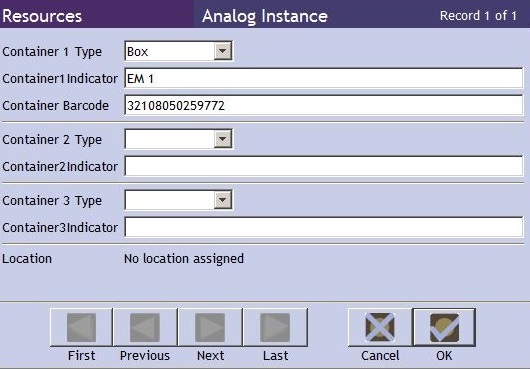 Resources Analog Instance Record 1 of 1
Container 1 Type Box
Container1Indicator EM 1
Container Barcode 32108050259772
Container 2 Type
Container2Indicator
Container 3 Type
Container3Indicator
Location No location assigned
First Previous Next Last Cancel OK